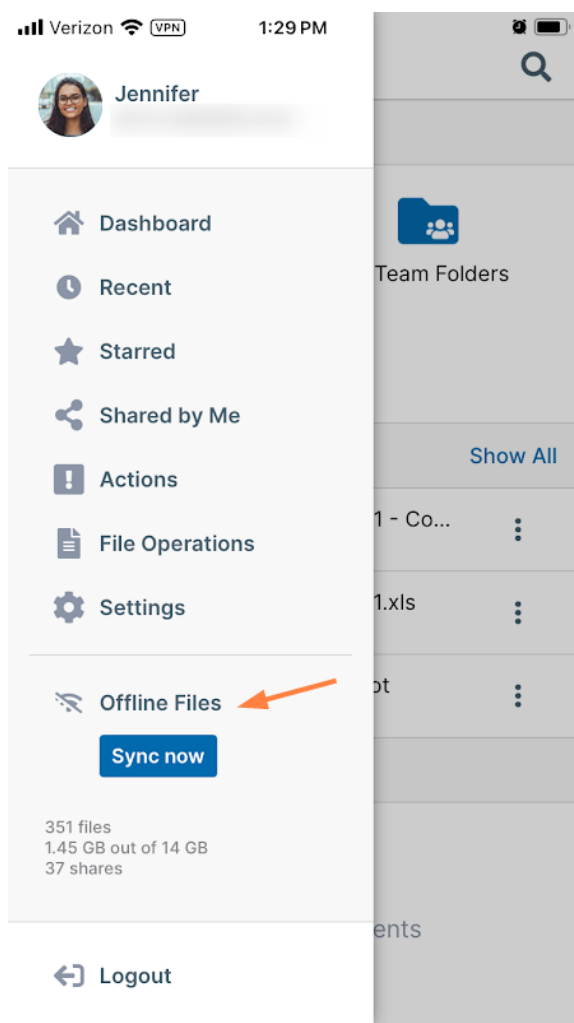 Verizon VPN 1:29 PM
Jennifer
Dashboard
Recent
Starred
Shared by Me
Actions
File Operations
Settings
Offline Files
Sync now
351 files
1.45 GB out of 14 GB
37 shares
Logout
Team Folders
Show All
1 - Co...
1.xls
ot
ents